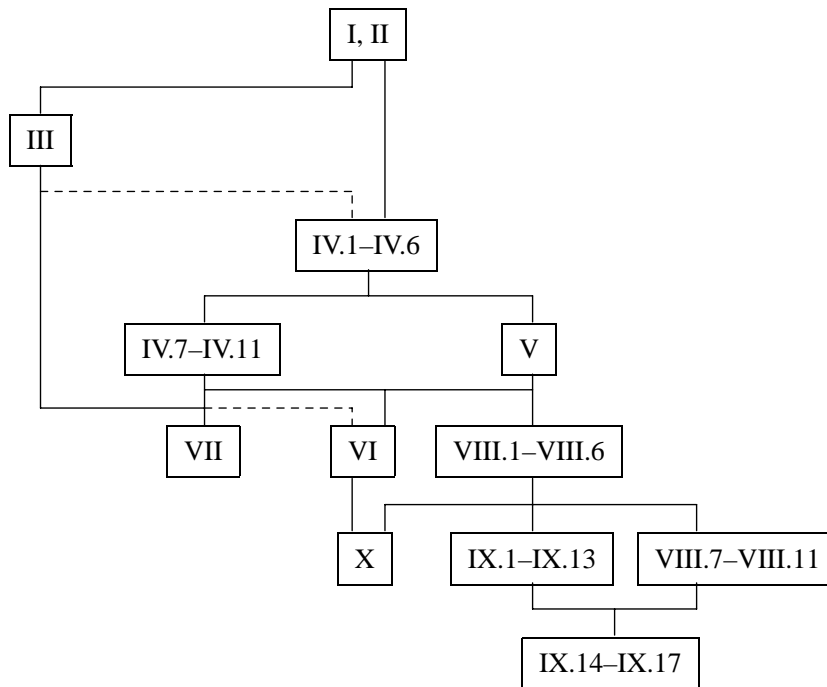 I, II
III
IV.1–IV.6
IV.7–IV.11
V
VII
VI
VIII.1–VIII.6
X
IX.1–IX.13
VIII.7–VIII.11
IX.14–IX.17